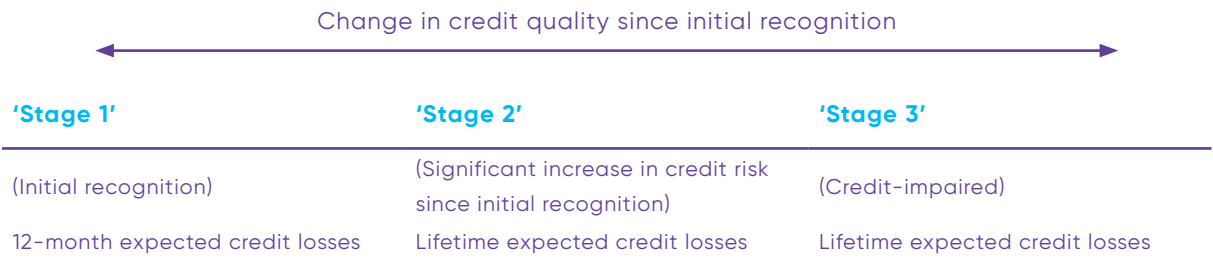 Change in credit quality since initial recognition
‘Stage 1’
‘Stage 2’
‘Stage 3’
(Initial recognition)
(Significant increase in credit risk
since initial recognition)
(Credit-impaired)
12-month expected credit losses
Lifetime expected credit losses
Lifetime expected credit losses